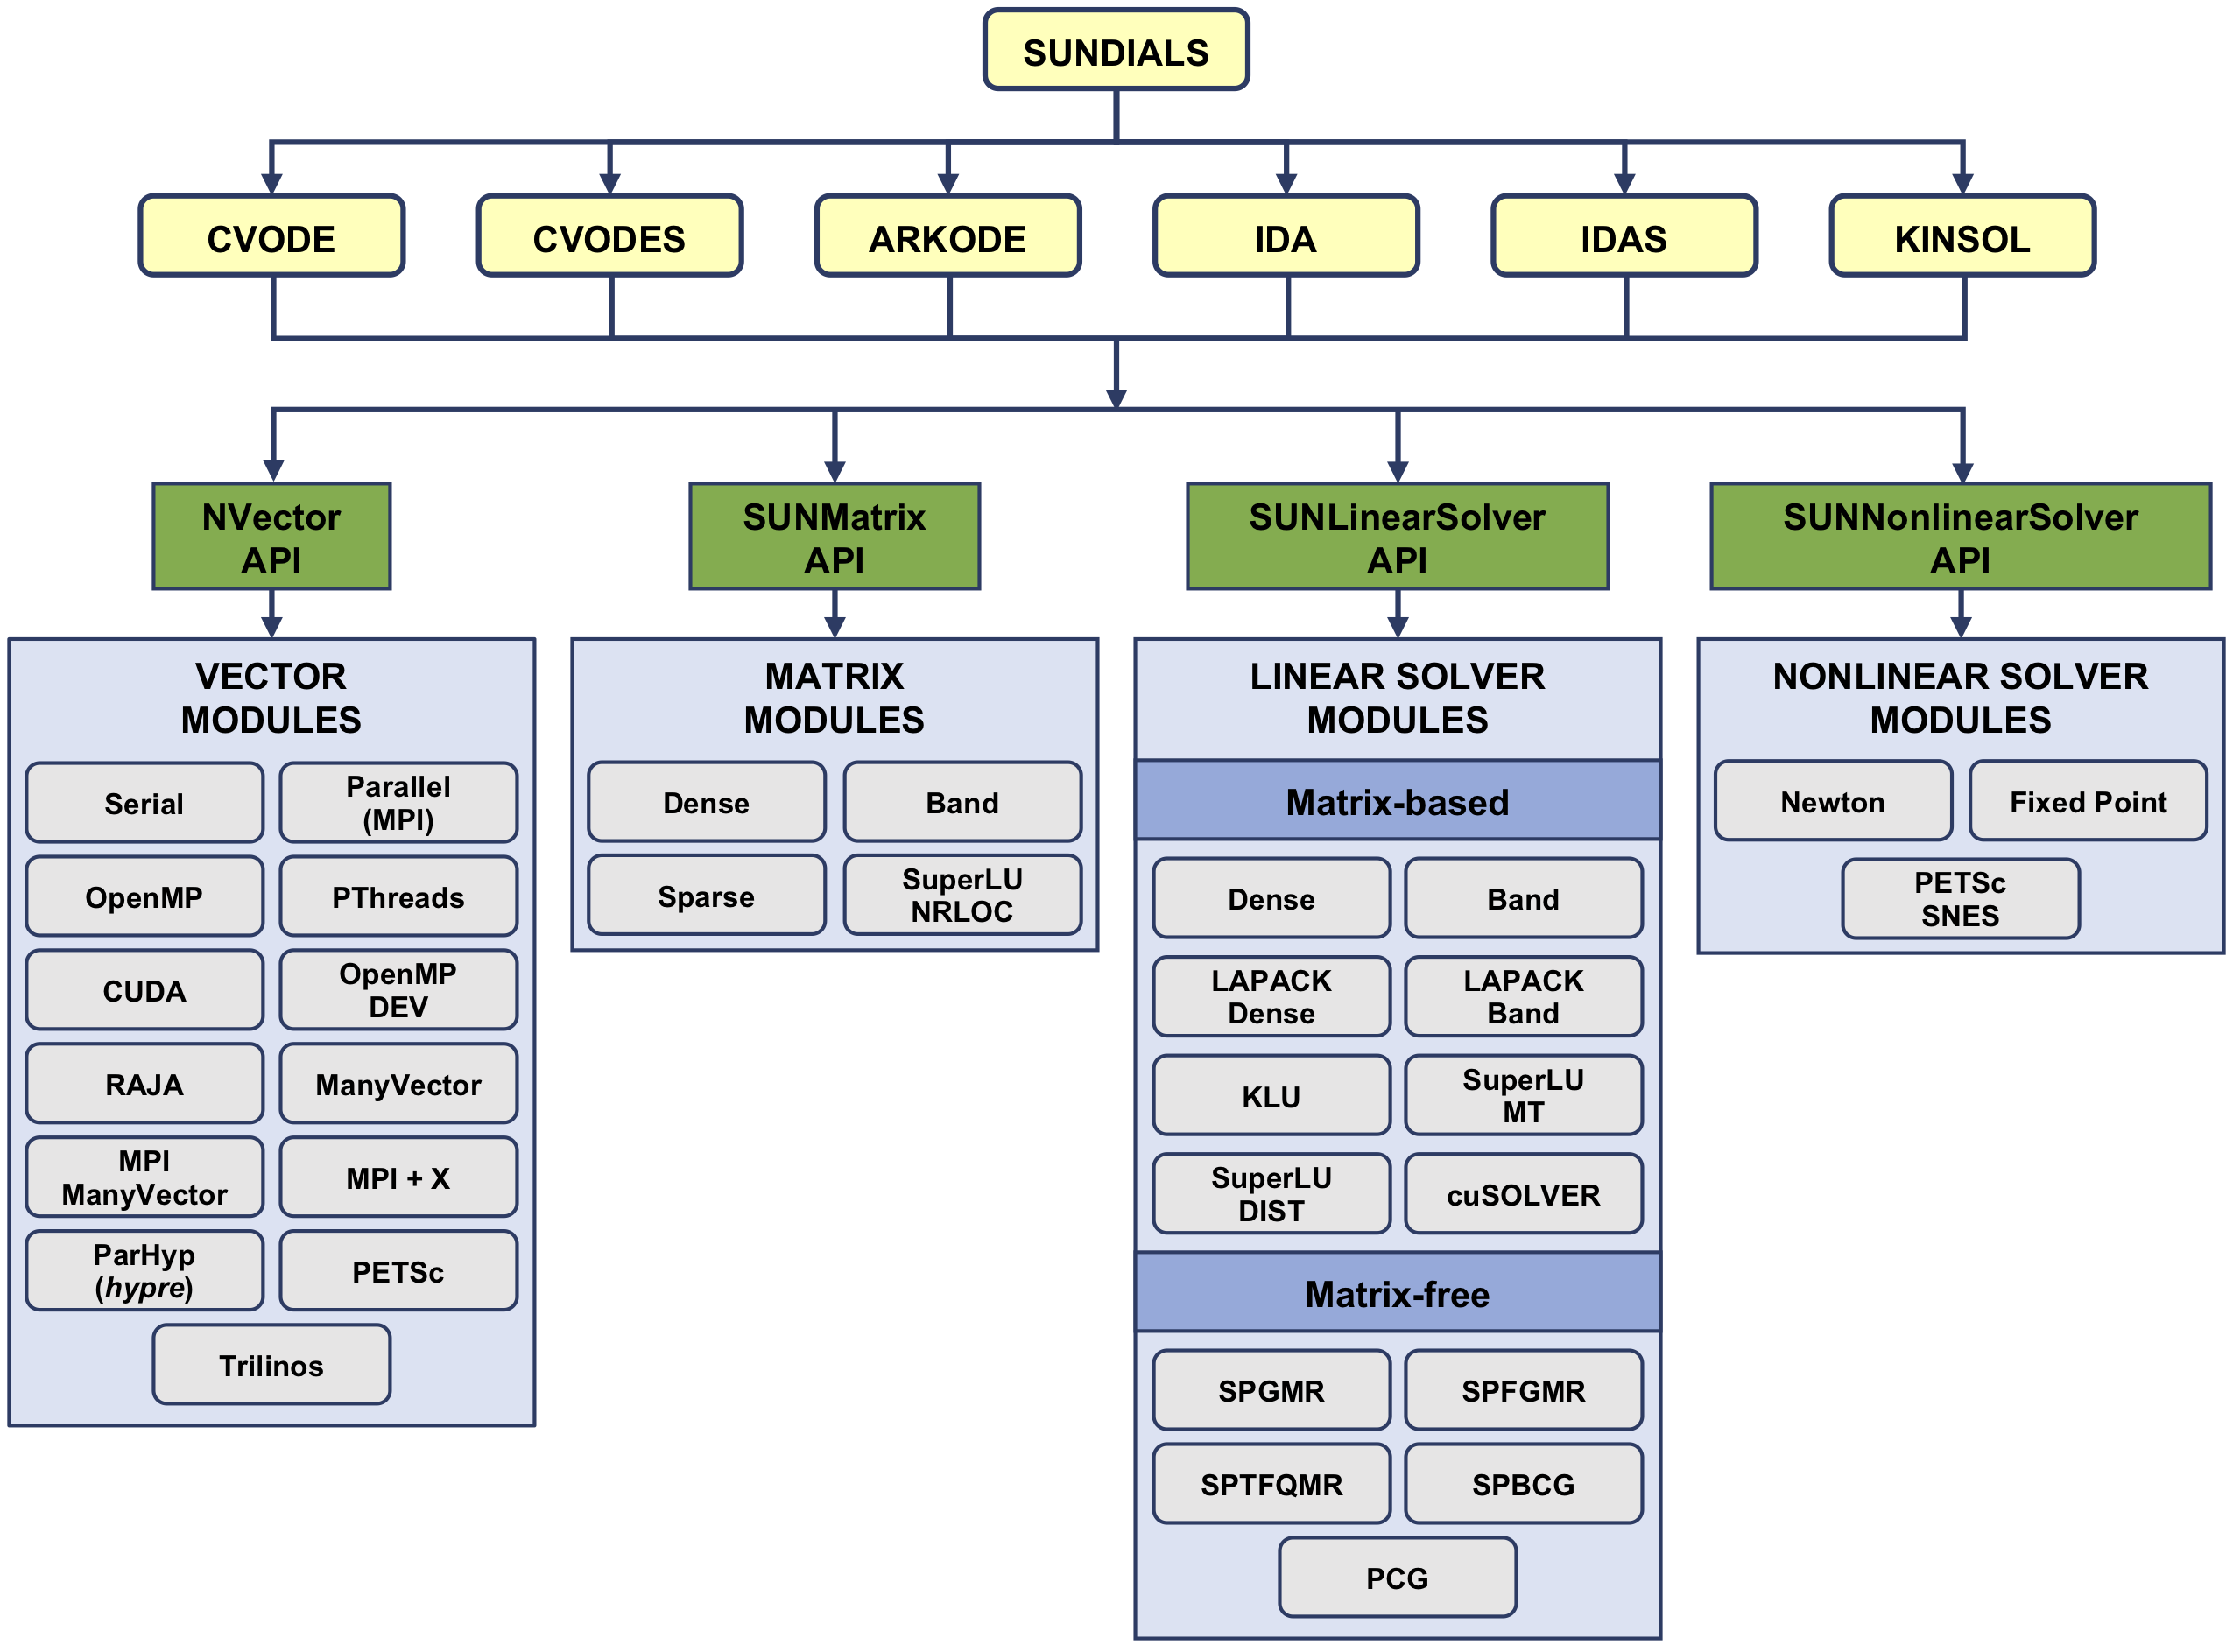 SUNDIALS
CVODE
CVODES
ARKODE
IDA
IDAS
KINSOL
NVector
API
SUNMatrix
API
SUNLinearSolver
API
SUNNonlinearSolver
API
VECTOR
MODULES
Serial
Parallel
(MPI)
OpenMP
PThreads
CUDA
OpenMP
DEV
RAJA
ManyVector
MPI
ManyVector
MPI + X
ParHyp
(hypre)
PETSc
Trilinos
MATRIX
MODULES
Dense
Band
Sparse
SuperLU
NRLOC
LINEAR SOLVER
MODULES
Matrix-based
Dense
Band
LAPACK
Dense
LAPACK
Band
KLU
SuperLU
MT
SuperLU
DIST
cuSOLVER
Matrix-free
SPGMR
SPFGMR
SPTFQMR
SPBCG
PCG
NONLINEAR SOLVER
MODULES
Newton
Fixed Point
PETSc
SNES